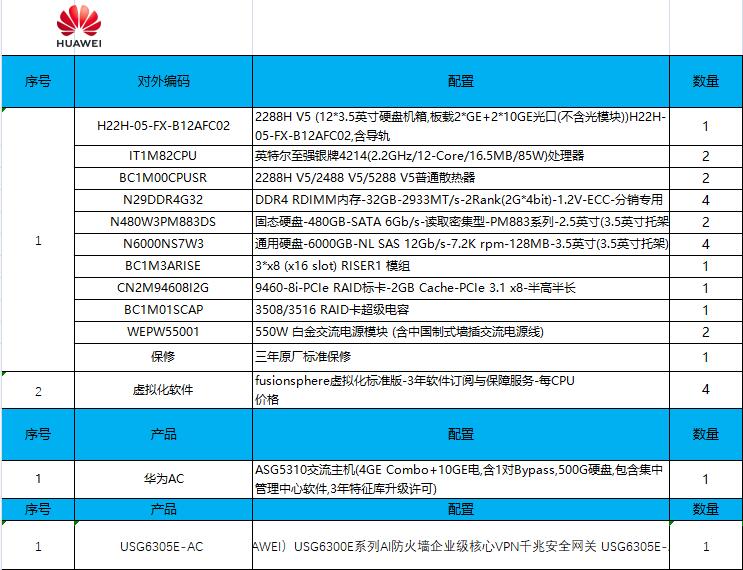 HUAWEI
序号 对外编码 配置 数量
1
H22H-05-FX-B12AFC02 2288H V5 (12*3.5英寸硬盘机箱,板载2*GE+2*10GE光口(不含光模块))H22H-
05-FX-B12AFC02,含导轨 1
IT1M82CPU 英特尔至强银牌4214(2.2GHz/12-Core/16.5MB/85W)处理器 2
BC1M00CPUSR 2288H V5/2488 V5/5288 V5普通散热器 2
N29DDR4G32 DDR4 RDIMM内存-32GB-2933MT/s-2Rank(2G*4bit)-1.2V-ECC-分销专用 4
N480W3PM883DS 固态硬盘-480GB-SATA 6Gb/s-读取密集型-PM883系列-2.5英寸(3.5英寸托架 2
N6000NS7W3 通用硬盘-6000GB-NL SAS 12Gb/s-7.2K rpm-128MB-3.5英寸(3.5英寸托架) 4
BC1M3ARISE 3*x8 (x16 slot) RISER1 模组 1
CN2M94608I2G 9460-8i-PCIe RAID标卡-2GB Cache-PCIe 3.1 x8-半高半长 1
BC1M01SCAP 3508/3516 RAID卡超级电容 1
WEPW55001 550W 白金交流电源模块 (含中国制式墙插交流电源线) 2
保修 三年原厂标准保修 1
2 虚拟化软件 fusionsphere虚拟化标准版-3年软件订阅与保障服务-每CPU
价格 4
序号 产品 配置 数量
1 华为AC ASG5310交流主机(4GE Combo+10GE电,含1对Bypass,500G硬盘,包含集中
管理中心软件,3年特征库升级许可) 1
序号 产品 配置 数量
1 USG6305E-AC AWEI）USG6300E系列AI防火墙企业级核心VPN千兆安全网关 USG6305E- 1